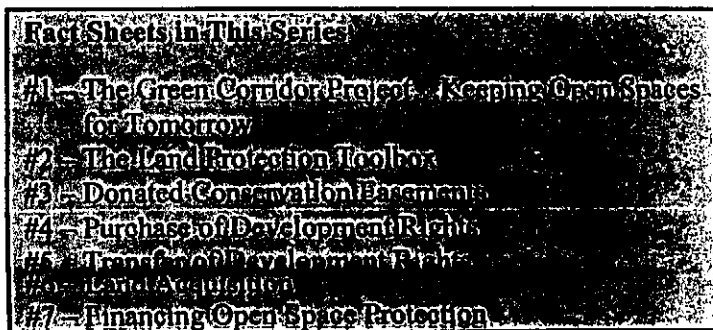 Fact Sheets in This Series
#1 – The Green Corridor Project – Keeping Open Spaces
for Tomorrow
#2 – The Land Protection Toolbox
#3 – Donated Conservation Easements
#4 – Purchase of Development Rights
#5 – Transfer of Development Rights
#6 – Land Acquisition
#7 – Financing Open Space Protection